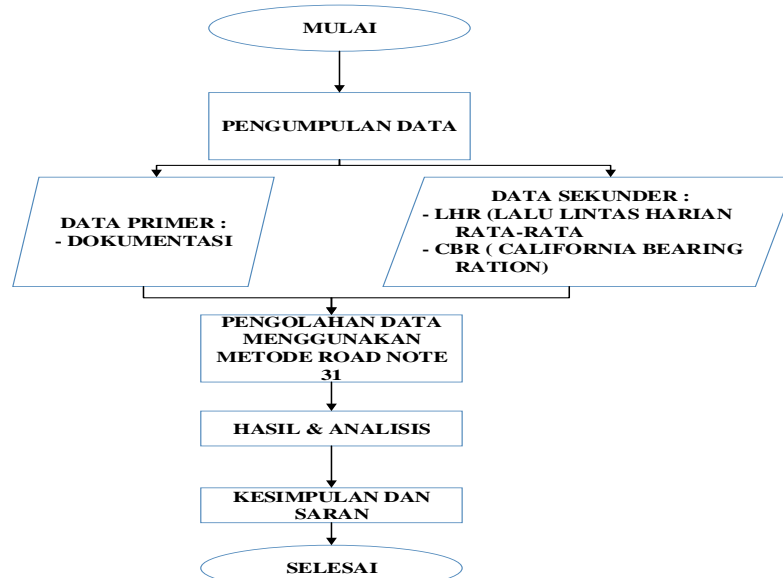 MULAI
PENGUMPULAN DATA
DATA PRIMER :
- DOKUMENTASI
DATA SEKUNDER :
- LHR (LALU LINTAS HARIAN
RATA-RATA
- CBR ( CALIFORNIA BEARING
RATION)
PENGOLAHAN DATA
MENGGUNAKAN
METODE ROAD NOTE
31
HASIL & ANALISIS
KESIMPULAN DAN
SARAN
SELESAI